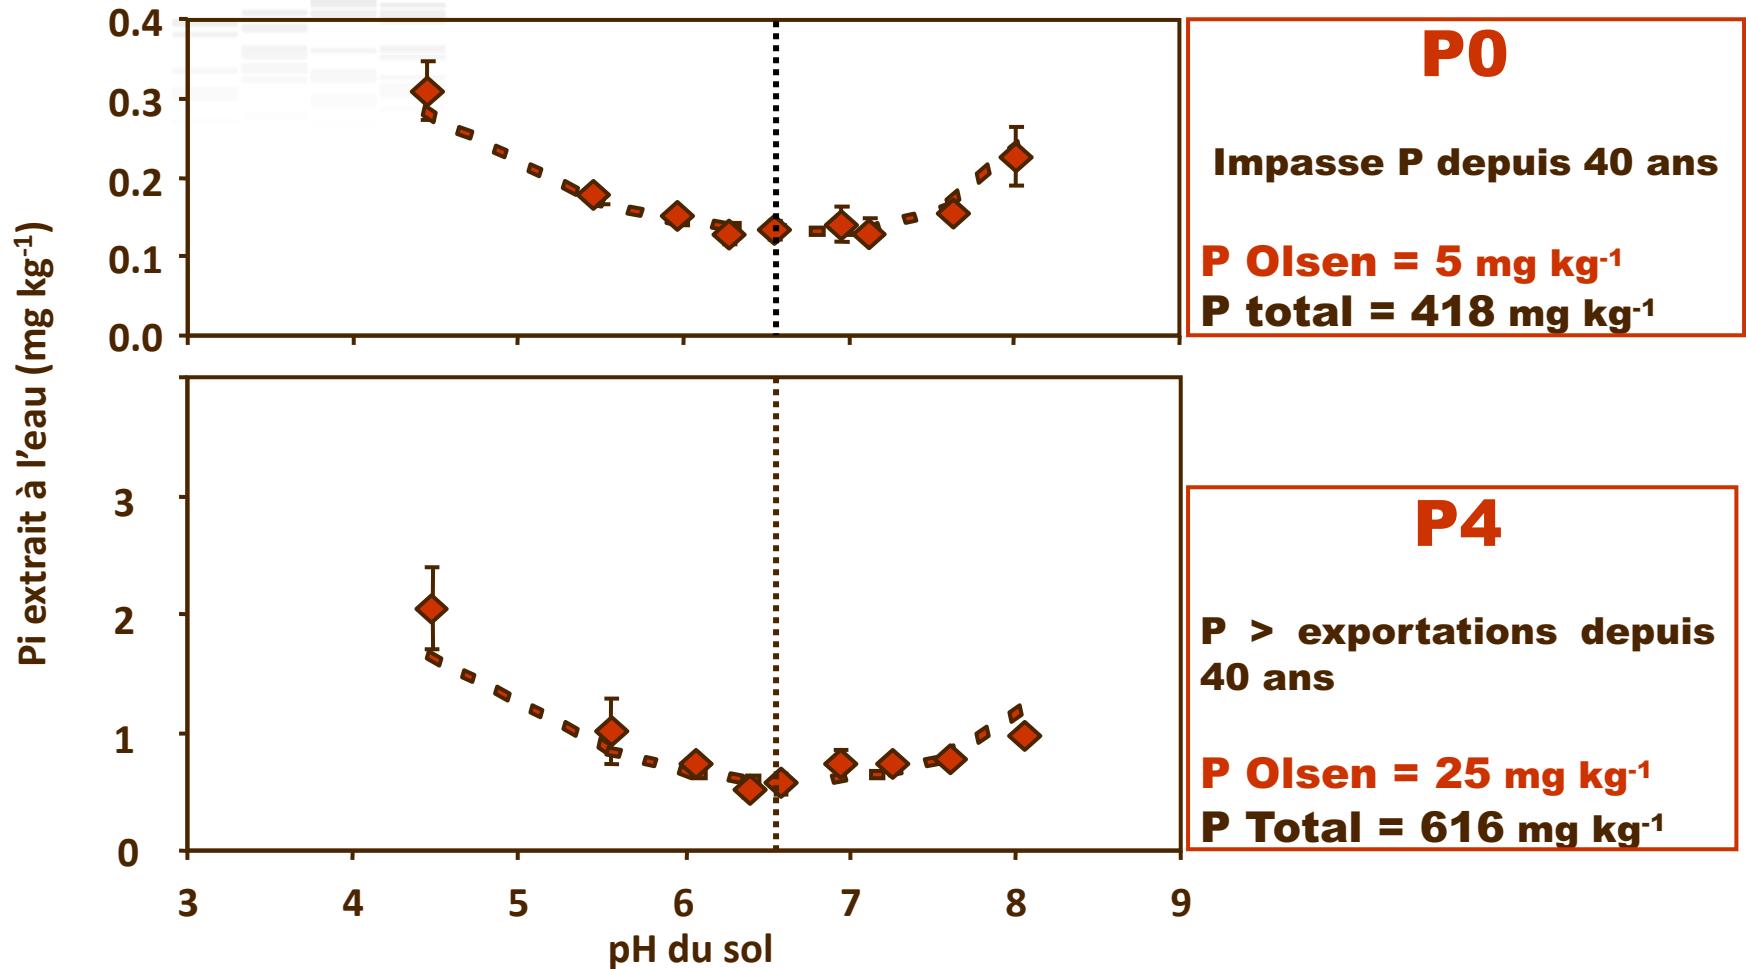 Pi extrait à l'eau (mg kg-1)
0.4
0.3
0.2
0.1
0.0
P0
Impasse P depuis 40 ans
P Olsen = 5 mg kg-1
P total = 418 mg kg-1
3
2
1
0
P4
P > exportations depuis
40 ans
P Olsen = 25 mg kg-1
P Total = 616 mg kg-1
3 4 5 6 7 8 9
pH du sol